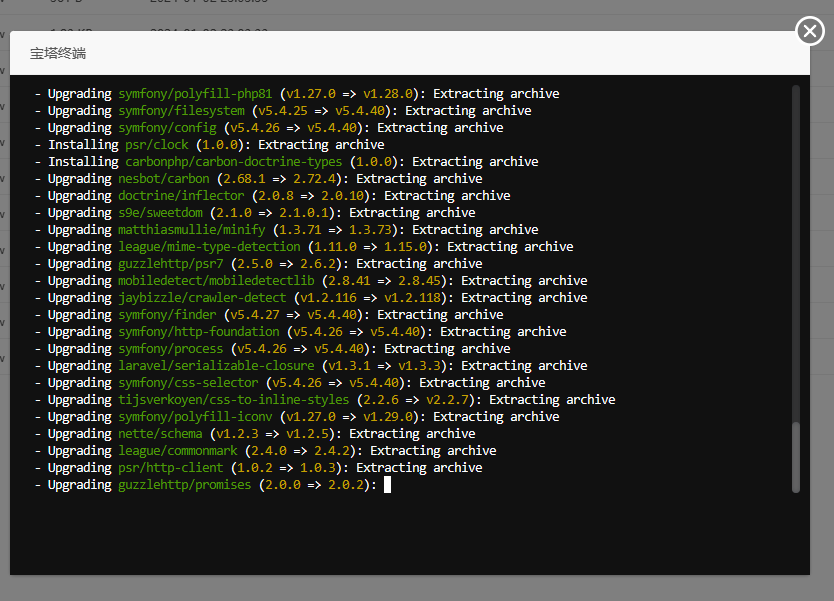 宝塔终端
- Upgrading symfony/polyfill-php81 (v1.27.0 => v1.28.0): Extracting archive
- Upgrading symfony/filesystem (v5.4.25 => v5.4.40): Extracting archive
- Upgrading symfony/config (v5.4.26 => v5.4.40): Extracting archive
- Installing psr/clock (1.0.0): Extracting archive
- Installing carbonphp/carbon-doctrine-types (1.0.0): Extracting archive
- Upgrading nesbot/carbon (2.68.1 => 2.72.4): Extracting archive
- Upgrading doctrine/inflector (2.0.8 => 2.0.10): Extracting archive
- Upgrading s9e/sweetdom (2.1.0 => 2.1.0.1): Extracting archive
- Upgrading matthiasmullie/minify (1.3.71 => 1.3.73): Extracting archive
- Upgrading league/mime-type-detection (1.11.0 => 1.15.0): Extracting archive
- Upgrading guzzlehttp/psr7 (2.5.0 => 2.6.2): Extracting archive
- Upgrading mobiledetect/mobiledetectlib (2.8.41 => 2.8.45): Extracting archive
- Upgrading jaybizzle/crawler-detect (v1.2.116 => v1.2.118): Extracting archive
- Upgrading symfony/finder (v5.4.27 => v5.4.40): Extracting archive
- Upgrading symfony/http-foundation (v5.4.26 => v5.4.40): Extracting archive
- Upgrading symfony/process (v5.4.26 => v5.4.40): Extracting archive
- Upgrading laravel/serializable-closure (v1.3.1 => v1.3.3): Extracting archive
- Upgrading symfony/css-selector (v5.4.26 => v5.4.40): Extracting archive
- Upgrading tijsverkoyen/css-to-inline-styles (2.2.6 => v2.2.7): Extracting archive
- Upgrading symfony/polyfill-iconv (v1.27.0 => v1.29.0): Extracting archive
- Upgrading nette/schema (v1.2.3 => v1.2.5): Extracting archive
- Upgrading league/commonmark (2.4.0 => 2.4.2): Extracting archive
- Upgrading psr/http-client (1.0.2 => 1.0.3): Extracting archive
- Upgrading guzzlehttp/promises (2.0.0 => 2.0.2):